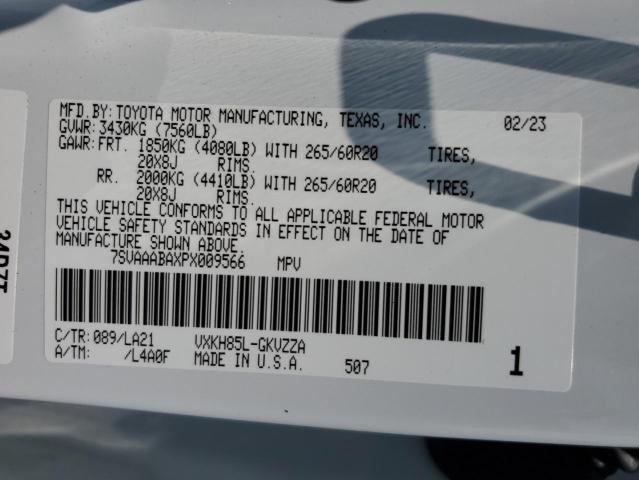 MFD.BY:TOYOTA MOTOR MANUFACTURING, TEXAS, INC. 02/23
GVWR:3430KG (7560LB)
GAWR:FRT. 1850KG (4080LB) WITH 265/60R20 TIRES,
20X8J RIMS.
RR. 2000KG (4410LB) WITH 265/60R20 TIRES,
20X8J RIMS.
THIS VEHICLE CONFORMS TO ALL APPLICABLE FEDERAL MOTOR
VEHICLE SAFETY STANDARDS IN EFFECT ON THE DATE OF
MANUFACTURE SHOWN ABOVE.
7SVAAABAXPX009566 MPV
C/TR:089/LA21 VXKH85L-GKVZZA
A/TM: /L4A0F MADE IN U.S.A. 507 1